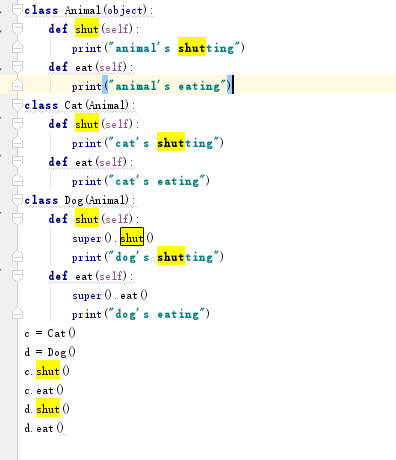 class Animal(object):
    def shut(self):
        print("animal's shutting")
    def eat(self):
        print("animal's eating")
class Cat(Animal):
    def shut(self):
        print("cat's shutting")
    def eat(self):
        print("cat's eating")
class Dog(Animal):
    def shut(self):
        super().shut()
        print("dog's shutting")
    def eat(self):
        super().eat()
        print("dog's eating")
c = Cat()
d = Dog()
c.shut()
c.eat()
d.shut()
d.eat()